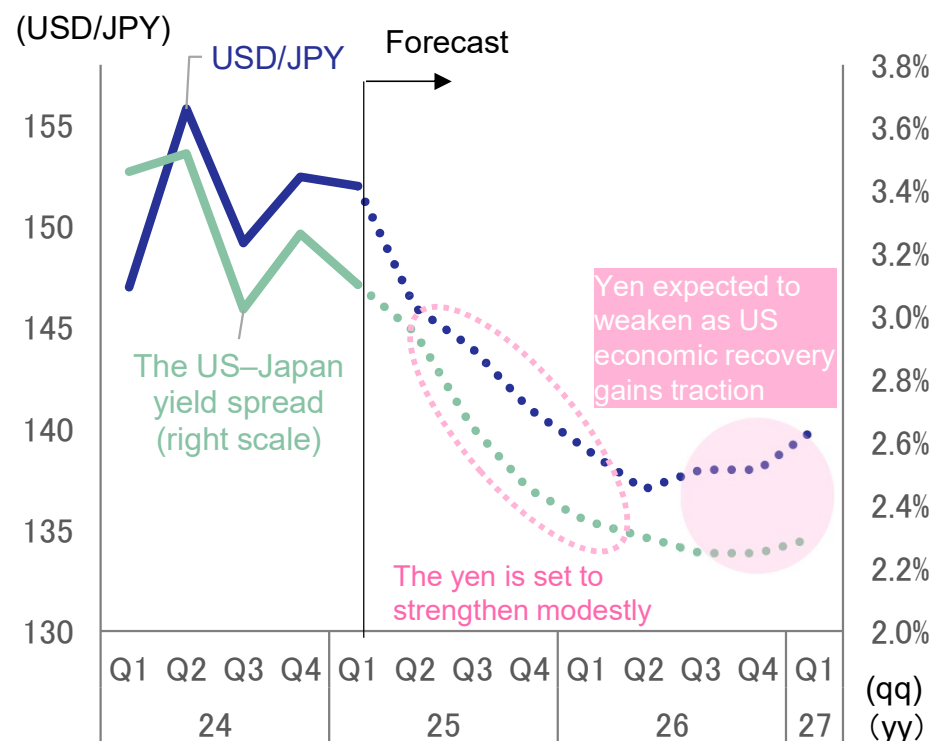 (USD/JPY)
USD/JPY
Forecast
3.8%
155
3.6%
3.4%
150
3.2%
Yen expected to
weaken as US
economic recovery
gains traction
145
3.0%
The US–Japan
yield spread
(right scale)
2.8%
140
2.6%
2.4%
135
2.2%
The yen is set to
strengthen modestly
130
2.0%
Q1 Q2 Q3 Q4 Q1 Q2 Q3 Q4 Q1 Q2 Q3 Q4 Q1
(qq)
24 25 26 27
(yy)